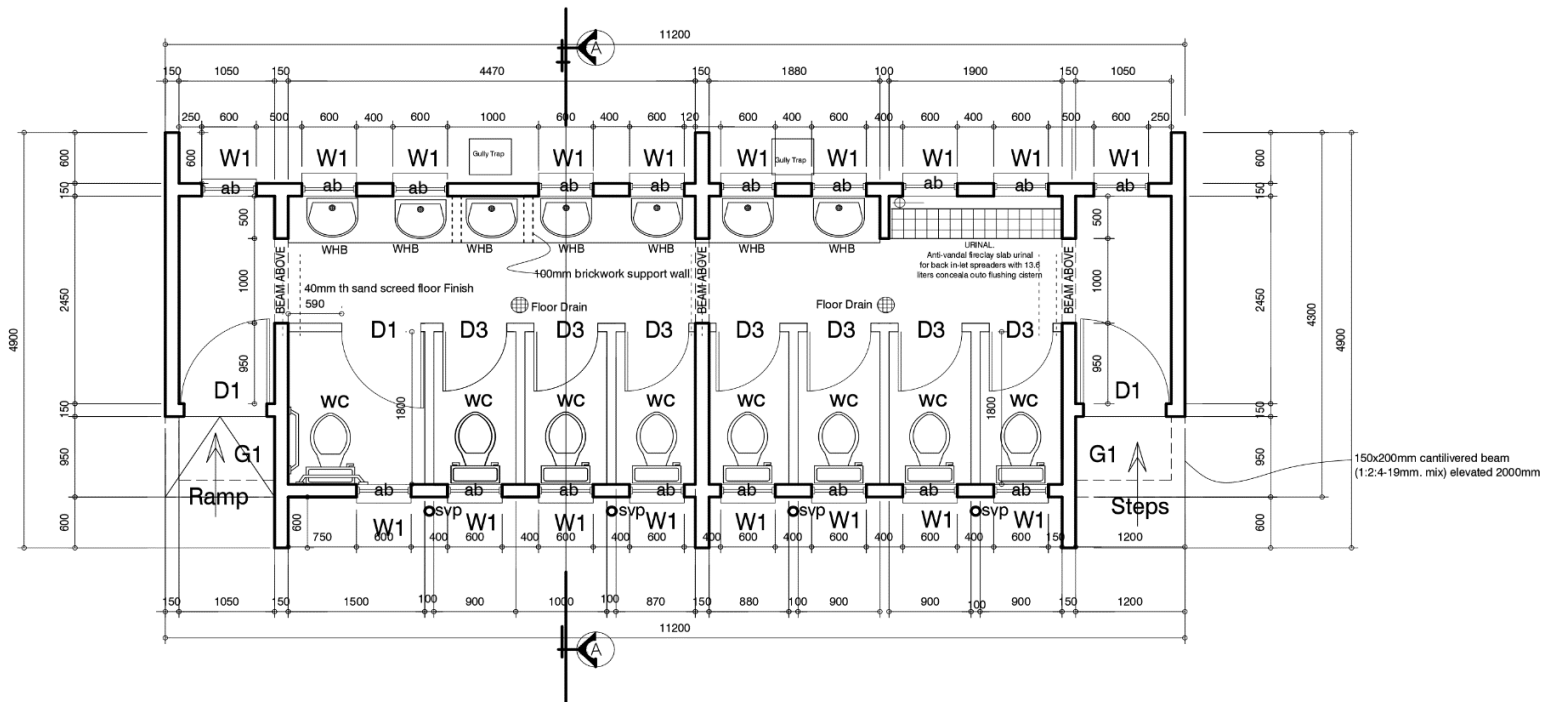 11200
A
150 1050 150 4470 150 1880 100 1900 150 1050
250 600 500 600 400 600 1000 600 400 600 120 600 400 600 400 600 400 600 500 600 250
Gully Trap
Gully Trap
W1 W1 W1 W1 W1 W1 W1 W1 W1 W1
600 600 600 600 600
ab ab ab ab ab ab ab ab ab ab
150 150 150
500 500
WHB WHB WHB WHB WHB WHB WHB
URINAL.
Anti-vandal fireclay slab urinal
for back in-let spreaders with 13.6
liters conceala outo flushing cistern
100mm brickwork support wall
BEAM ABOVE BEAM ABOVE BEAM ABOVE
40mm th sand screed floor Finish
590
Floor Drain Floor Drain
1000 1000
2450 2450 2450
4900 4300 4900
D1 D3 D3 D3 D3 D3 D3 D3
950 950
D1 D1
WC WC WC WC WC WC WC WC
1800 1800
150 150 150
G1 G1
950 950 950
150x200mm cantilivered beam
(1:2:4-19mm. mix) elevated 2000mm
Ramp Steps
ab ab ab ab ab ab ab ab
svp svp svp svp
W1 W1 W1 W1 W1 W1 W1 W1
600 600 600
750 600 400 600 400 600 400 600 400 600 400 600 400 600 400 600 150 1200
150 1050 150 1500 100 900 1000 100 870 150 880 100 900 900 100 900 150 1200
11200
A